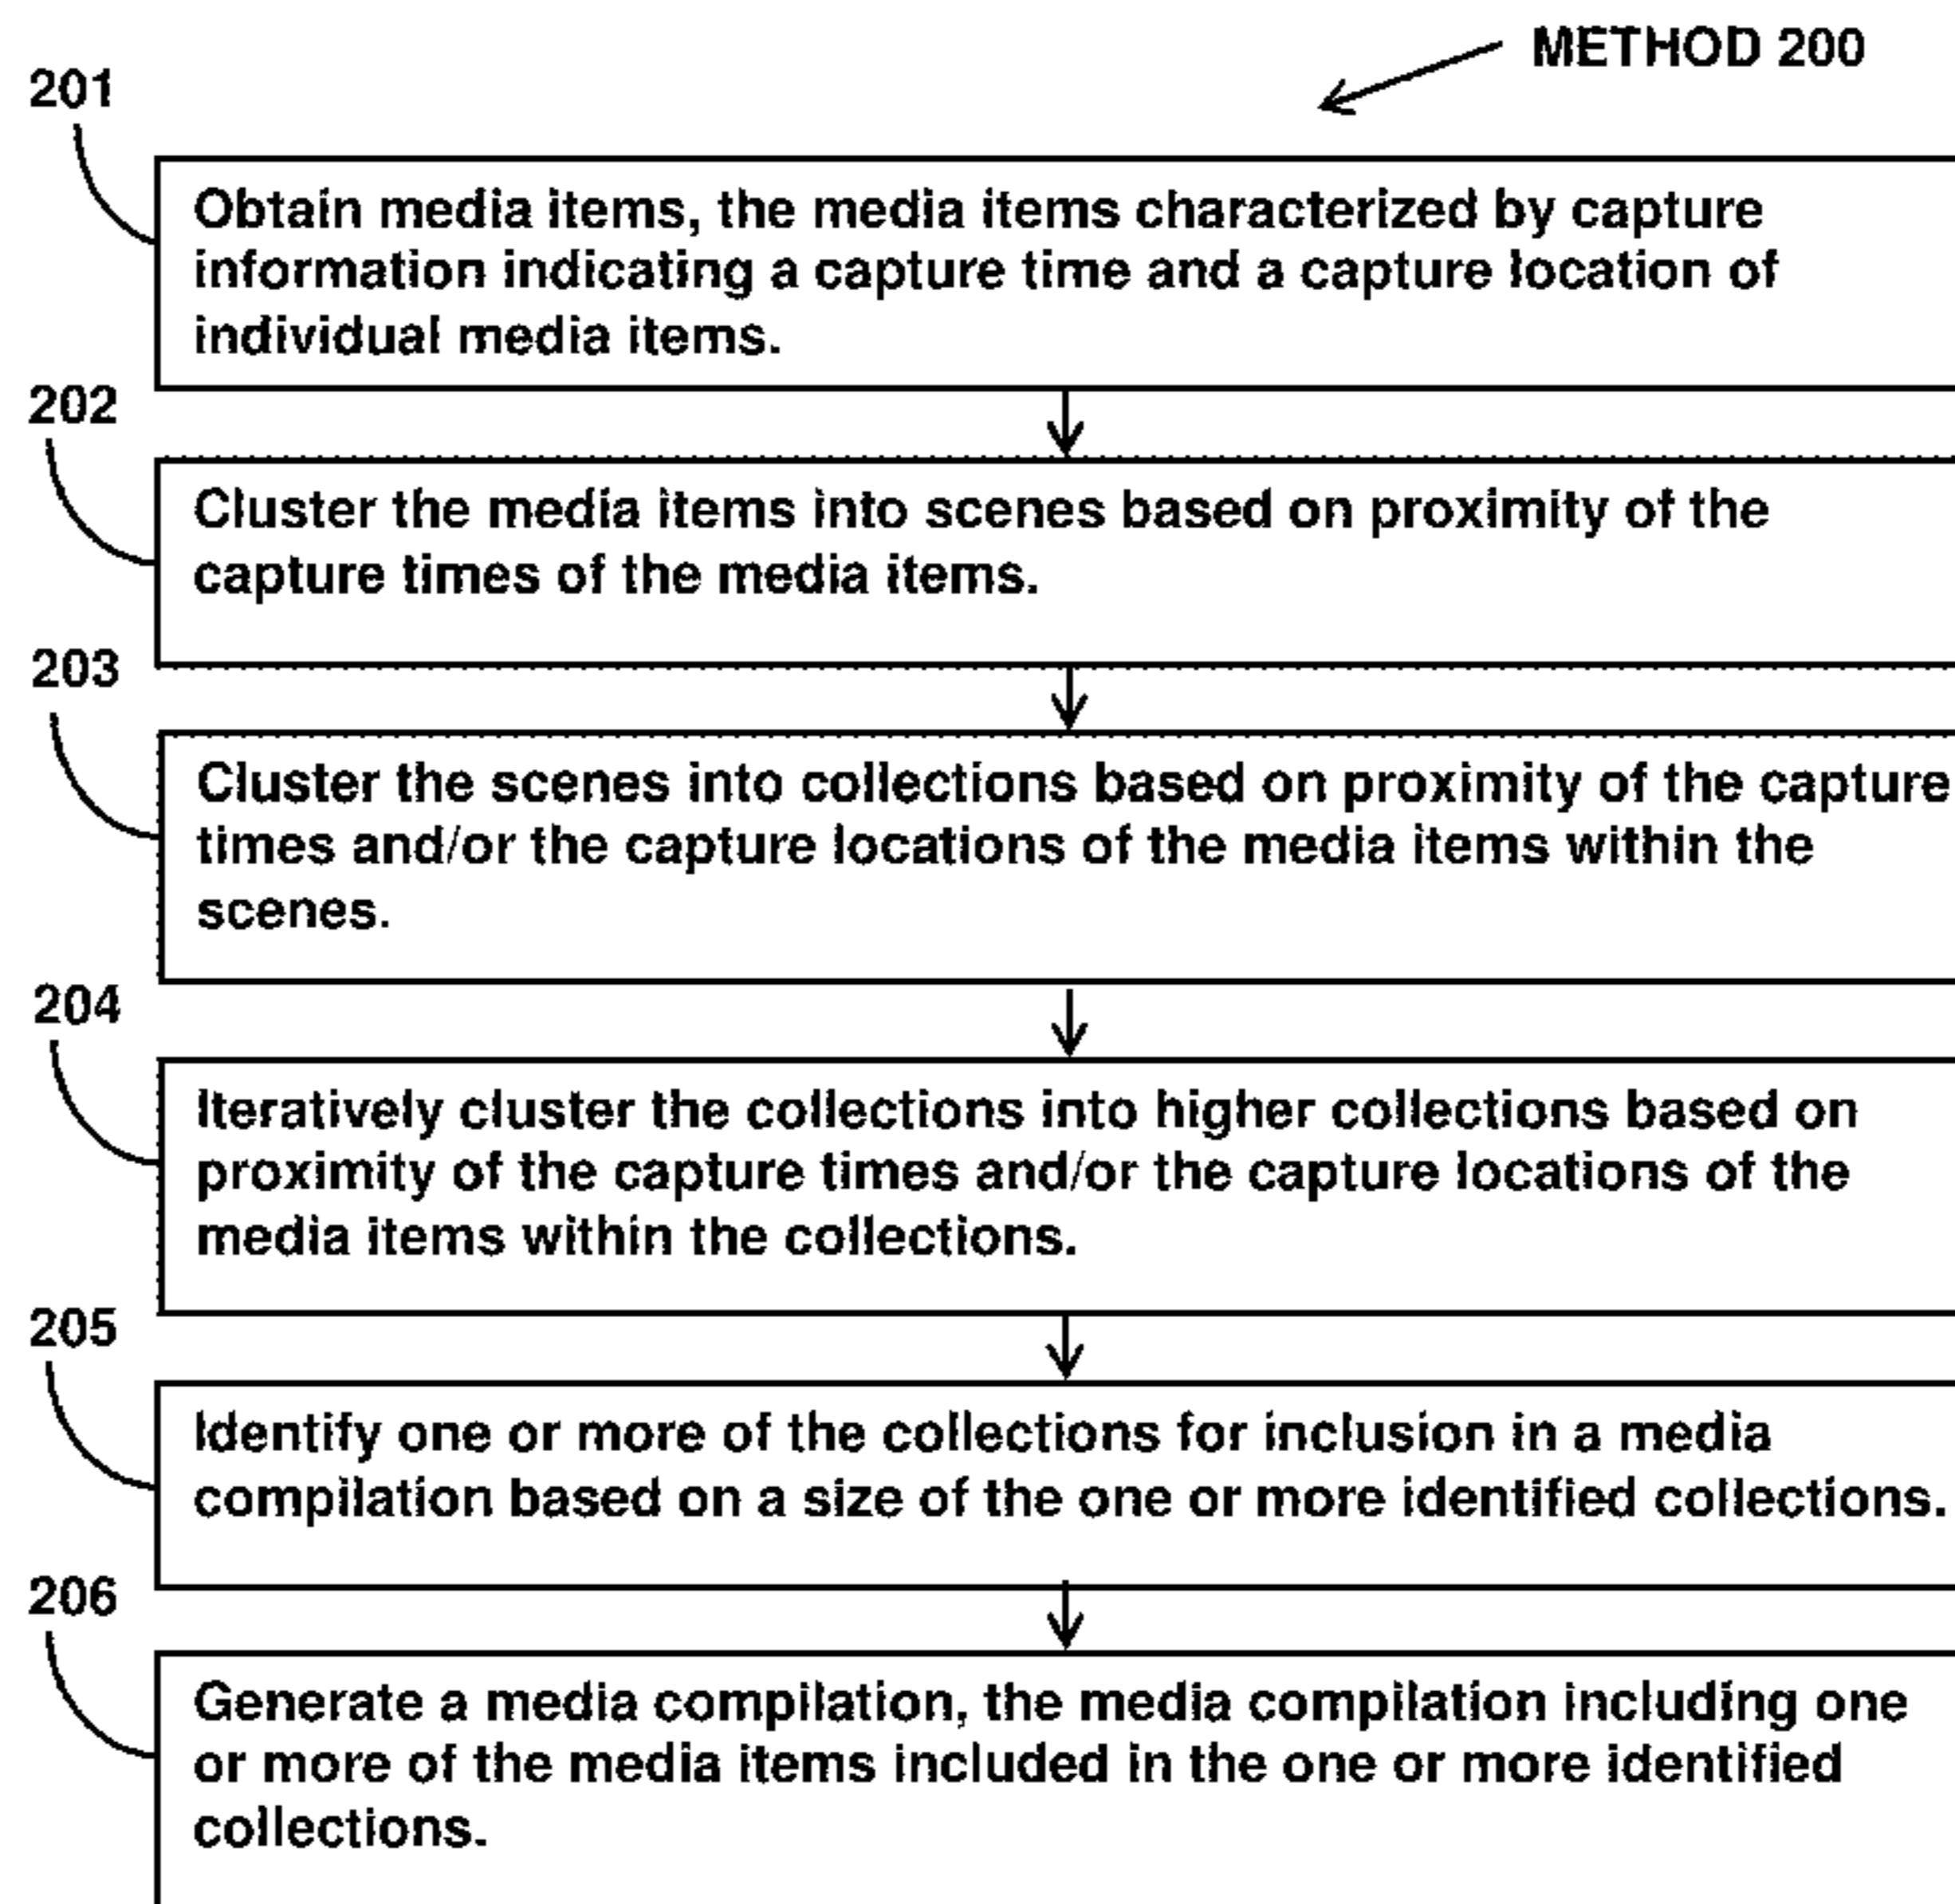 METHOD 200
201
Obtain media items, the media items characterized by capture
information indicating a capture time and a capture location of
individual media items.
202
Cluster the media items into scenes based on proximity of the
capture times of the media items.
203
Cluster the scenes into collections based on proximity of the capture
times and/or the capture locations of the media items within the
scenes.
204
Iteratively cluster the collections into higher collections based on
proximity of the capture times and/or the capture locations of the
media items within the collections.
205
Identify one or more of the collections for inclusion in a media
compilation based on a size of the one or more identified collections.
206
Generate a media compilation, the media compilation including one
or more of the media items included in the one or more identified
collections.